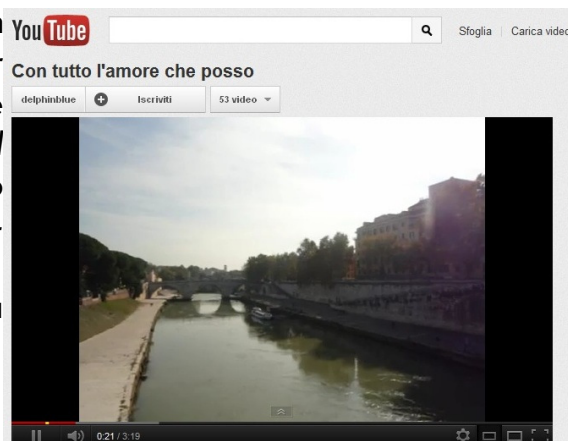 YouTube Sfoglia Carica video
Con tutto l'amore che posso
delphinblue Iscriviti 53 video
0:21 / 3:19